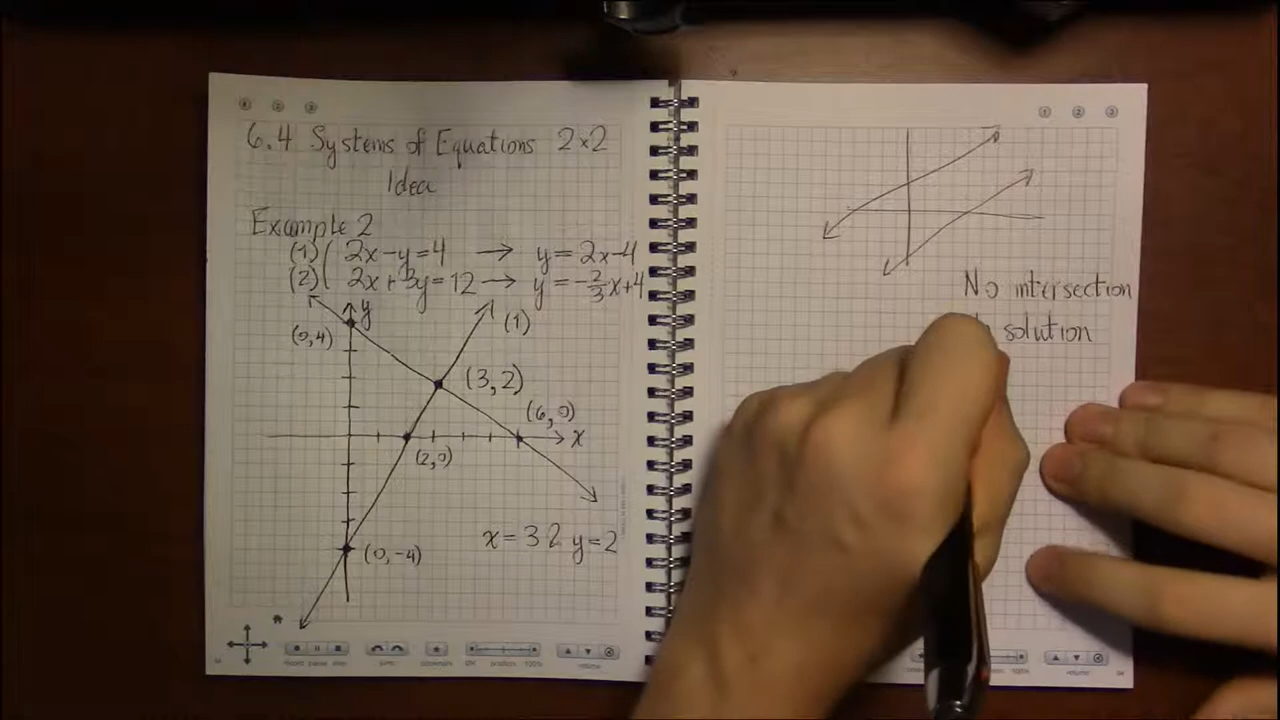 6.4 Systems of Equations 2×2
Idea
Example 2
(1) ( 2x-y=4 → y=2x-4
(2) ( 2x+3y=12 → y=-2/3x+4
y
(1)
(0,4)
(3,2)
(6,0)
x
(2,0)
x=3 2 y=2
(0,-4)
No intersection
solution